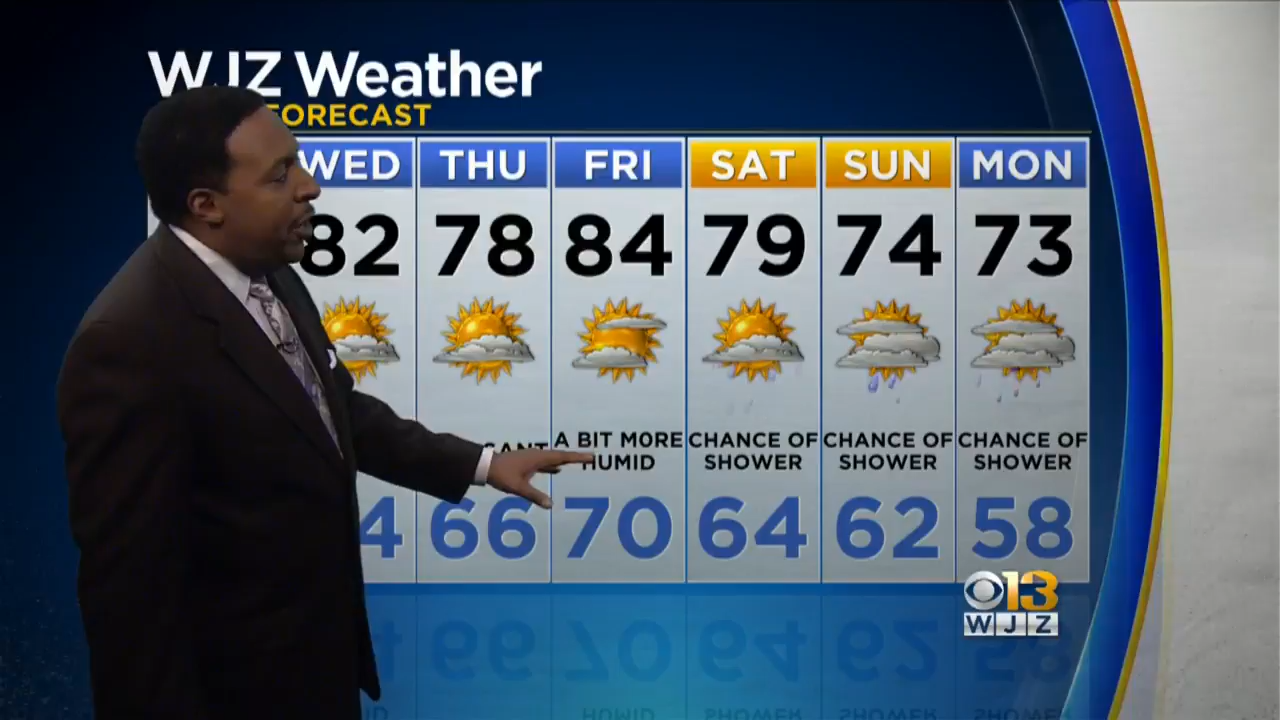 WJZ Weather
FORECAST
WED THU FRI SAT SUN MON
82 78 84 79 74 73
A BIT MORE CHANCE OF CHANCE OF CHANCE OF
HUMID SHOWER SHOWER SHOWER
66 70 64 62 58
13
WJZ